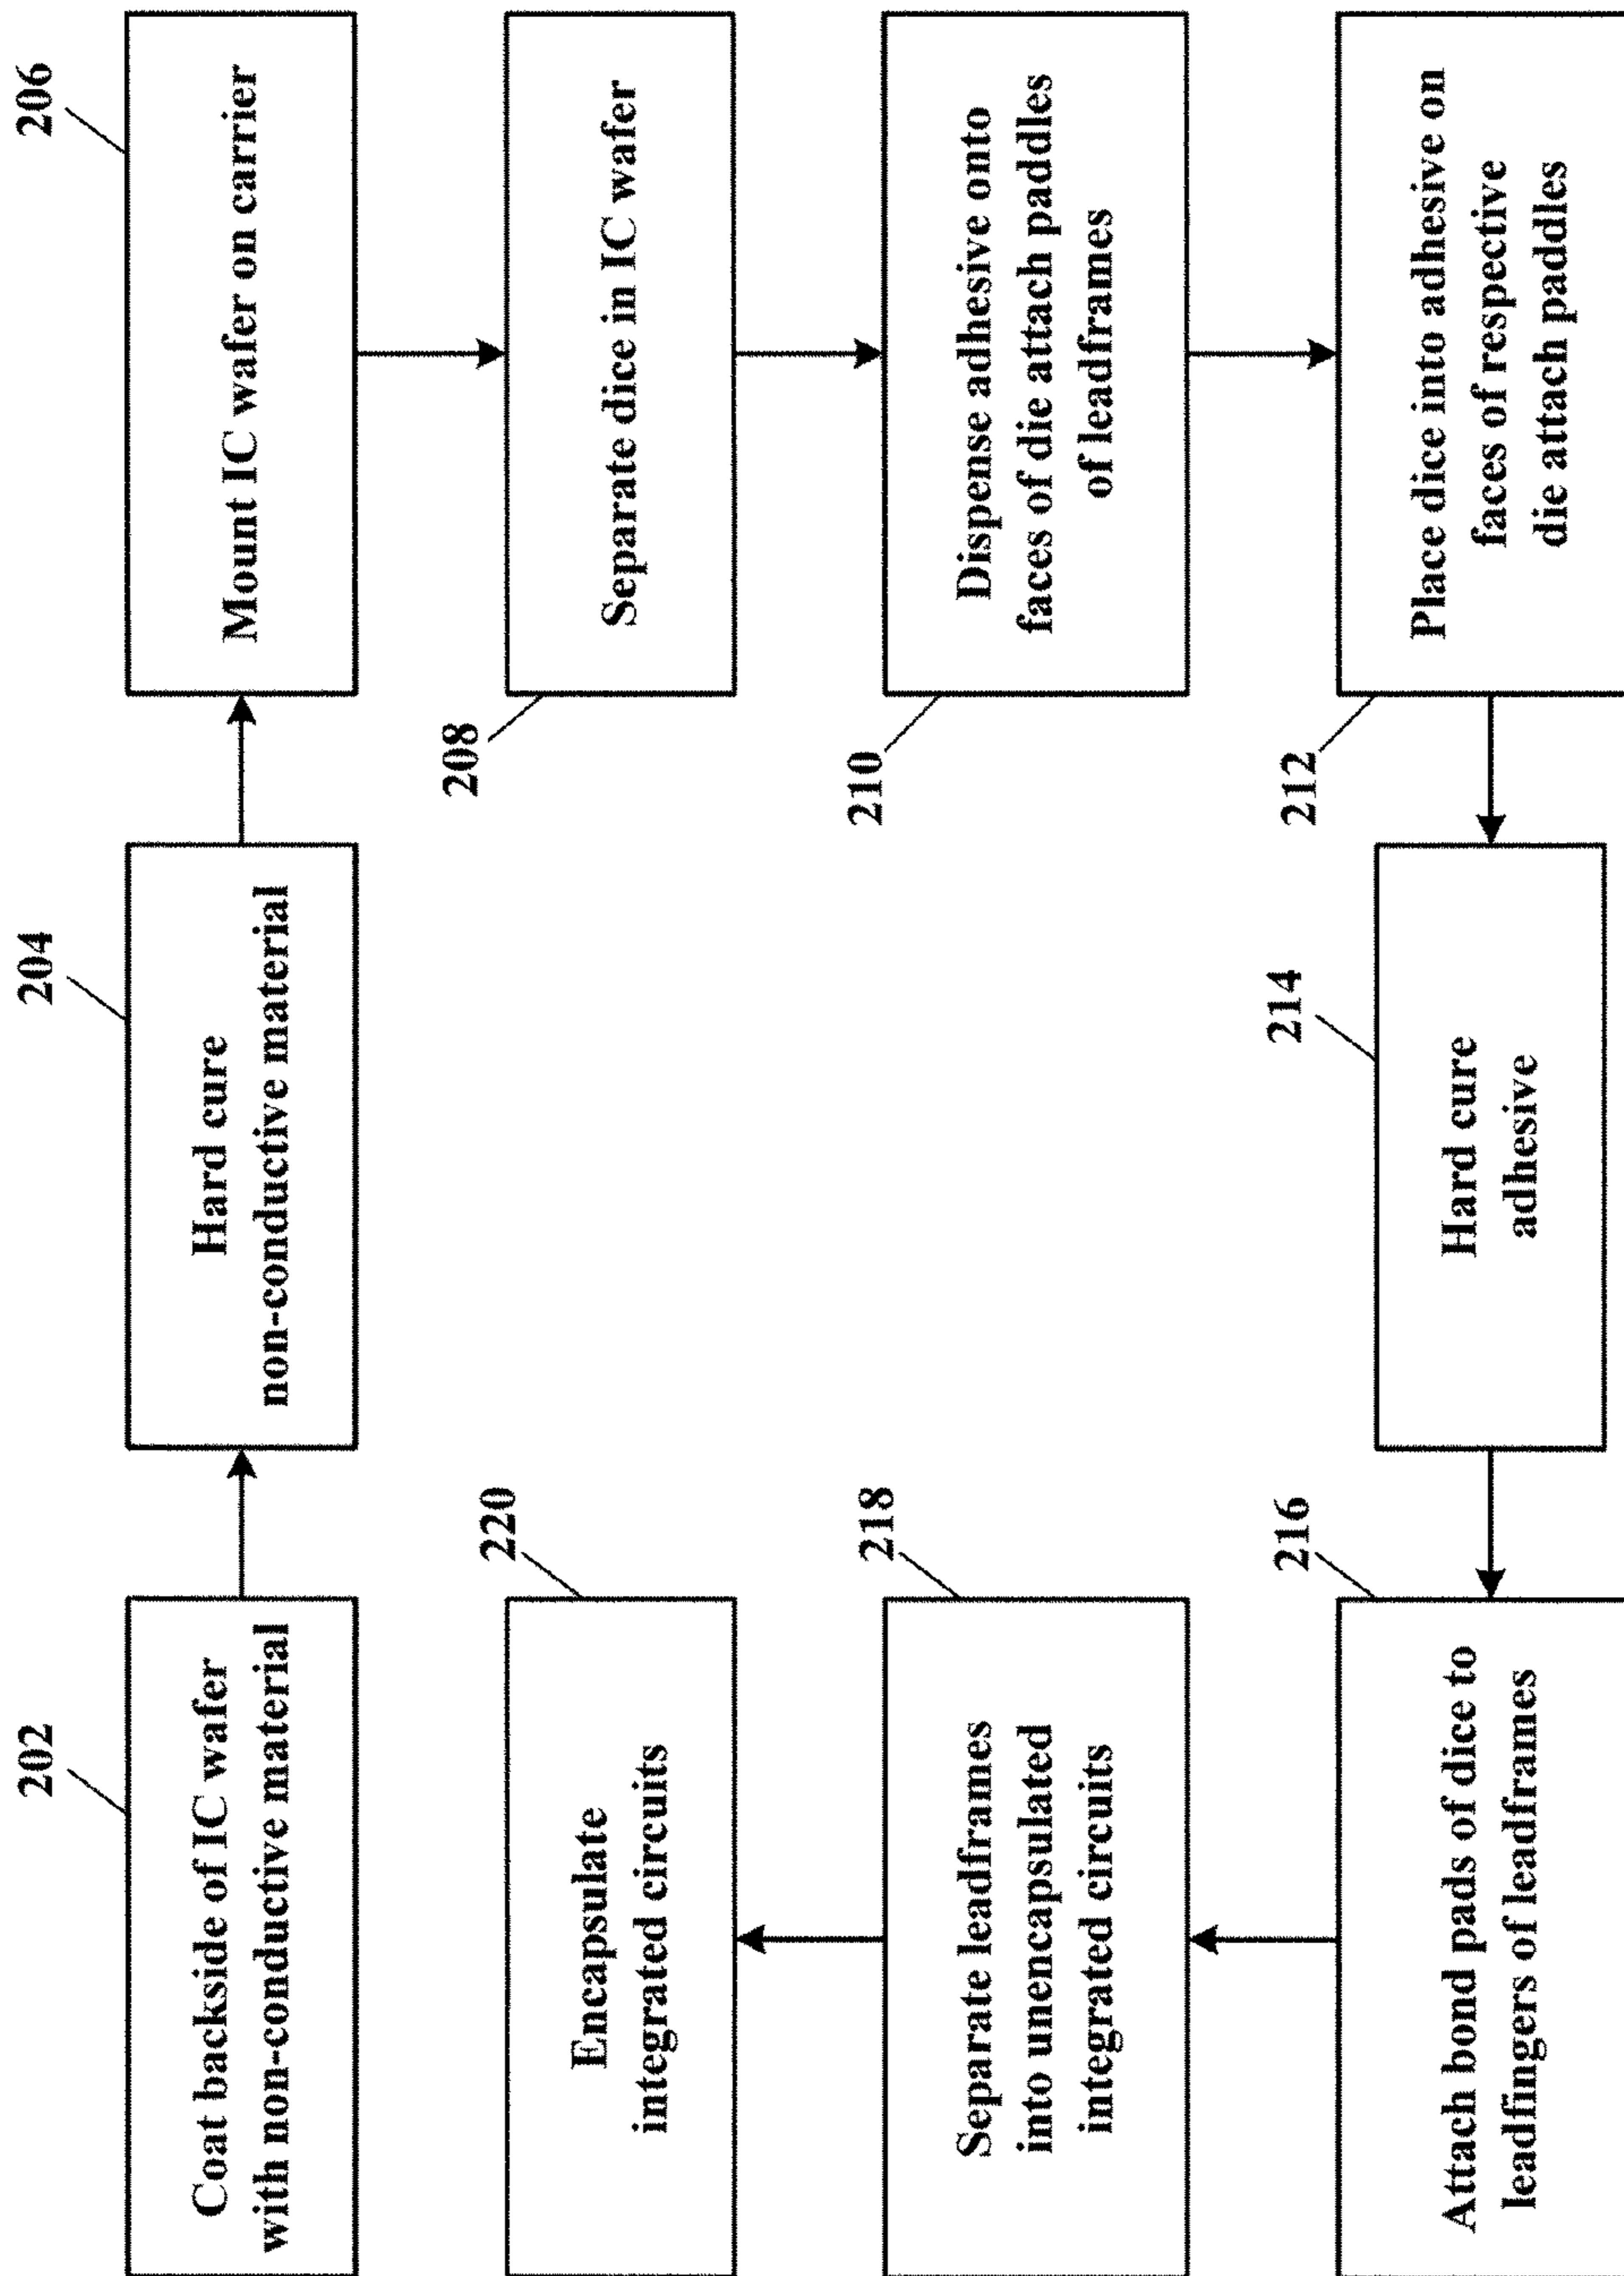 202
Coat backside of IC wafer
with non-conductive material
204
Hard cure
non-conductive material
206
Mount IC wafer on carrier
208
Separate dice in IC wafer
210
Dispense adhesive onto
faces of die attach paddles
of leadframes
212
Place dice into adhesive on
faces of respective
die attach paddles
214
Hard cure
adhesive
216
Attach bond pads of dice to
leadfingers of leadframes
218
Separate leadframes
into unencapsulated
integrated circuits
220
Encapsulate
integrated circuits